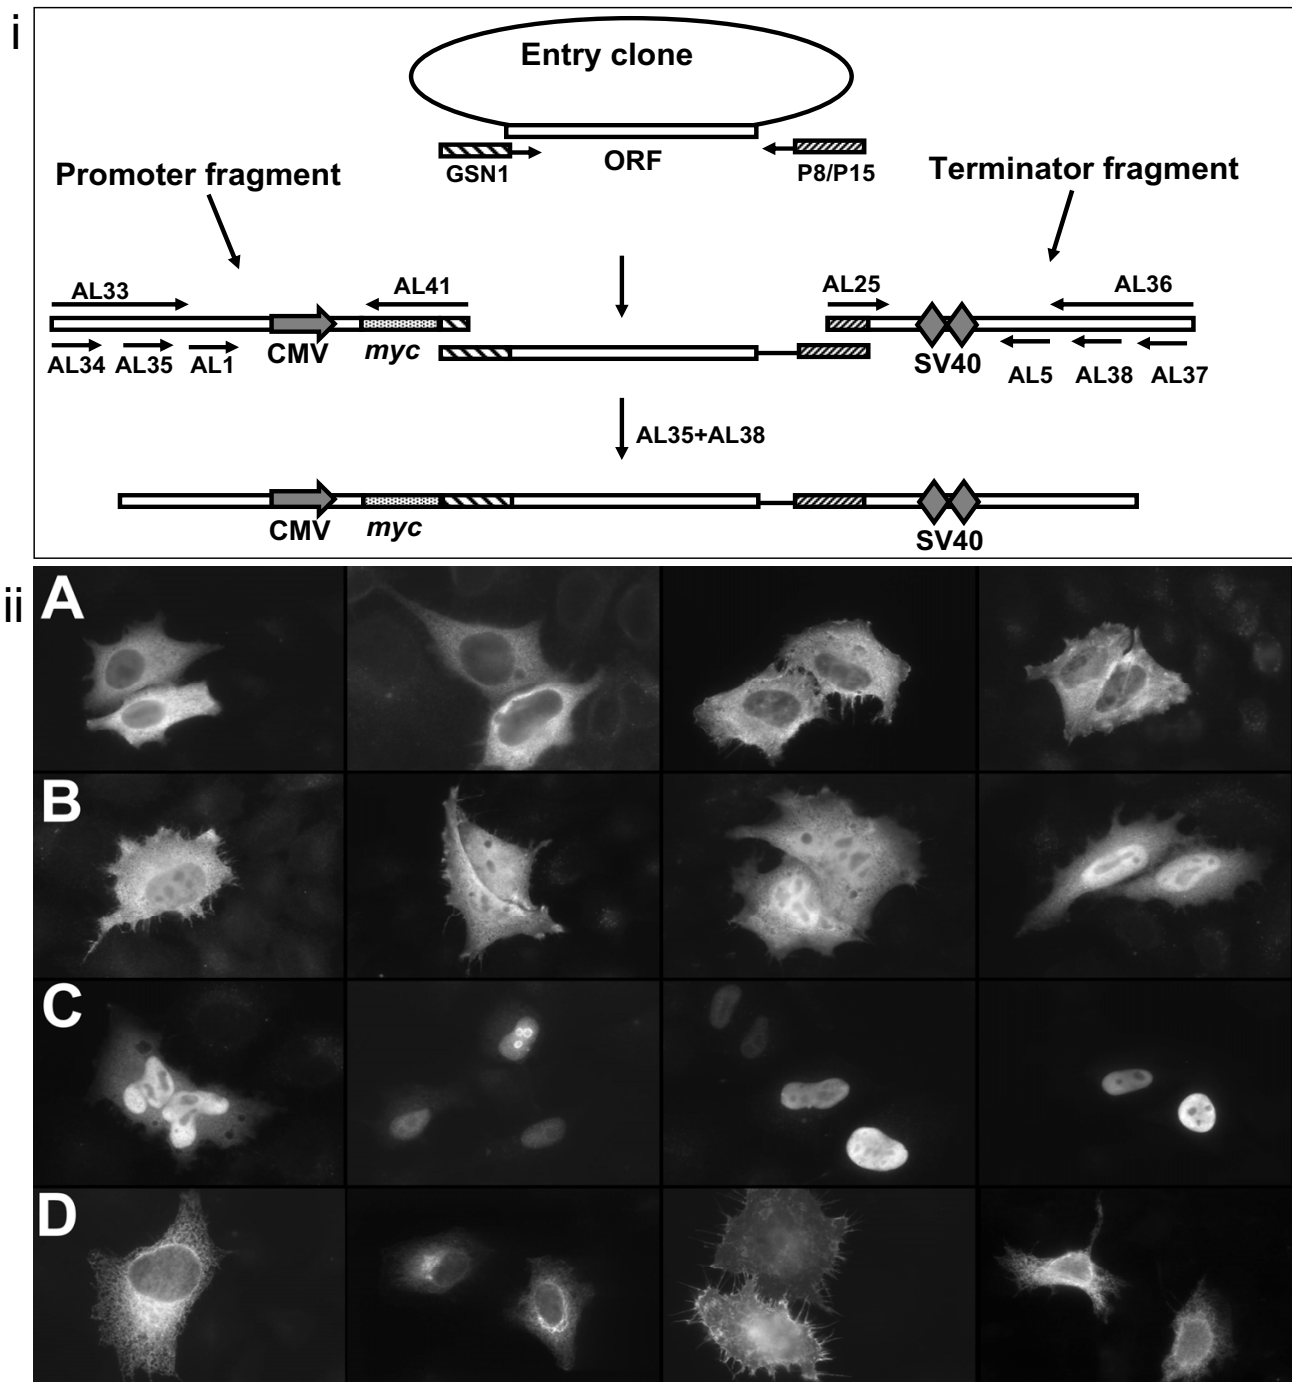 i
Entry clone
GSN1
ORF
P8/P15
Promoter fragment
Terminator fragment
AL33
AL41
AL25
AL36
AL34 AL35 AL1
CMV
myc
SV40
AL5 AL38 AL37
AL35+AL38
CMV
myc
SV40
ii
A
B
C
D